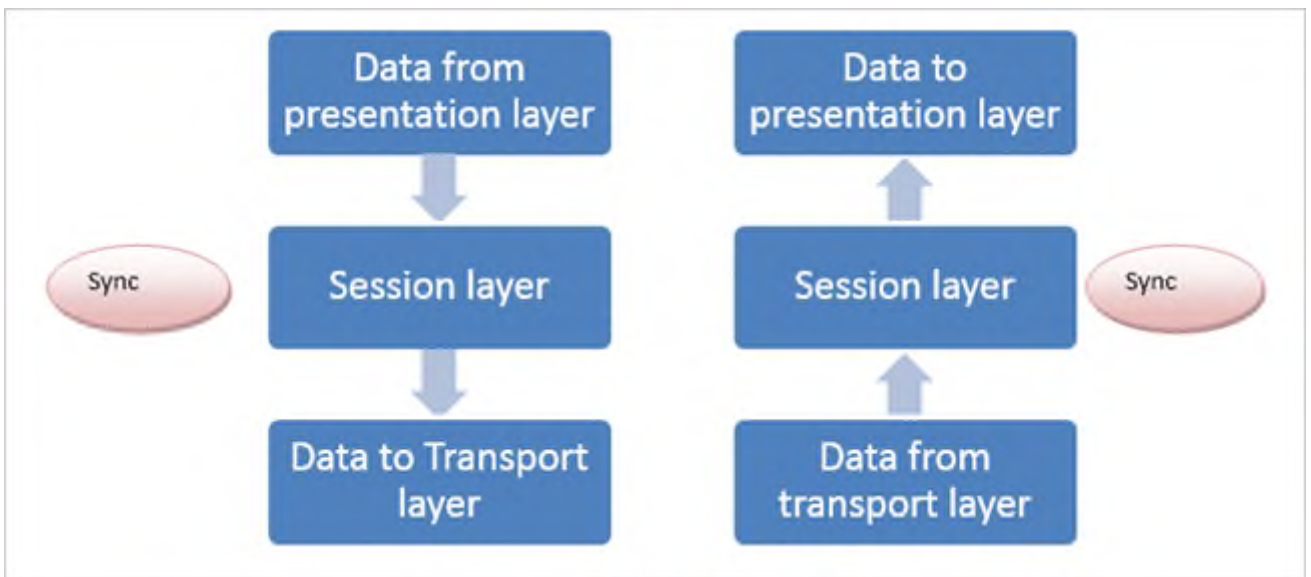 Data from
presentation layer
Data to
presentation layer
Sync
Session layer
Session layer
Sync
Data to Transport
layer
Data from
transport layer